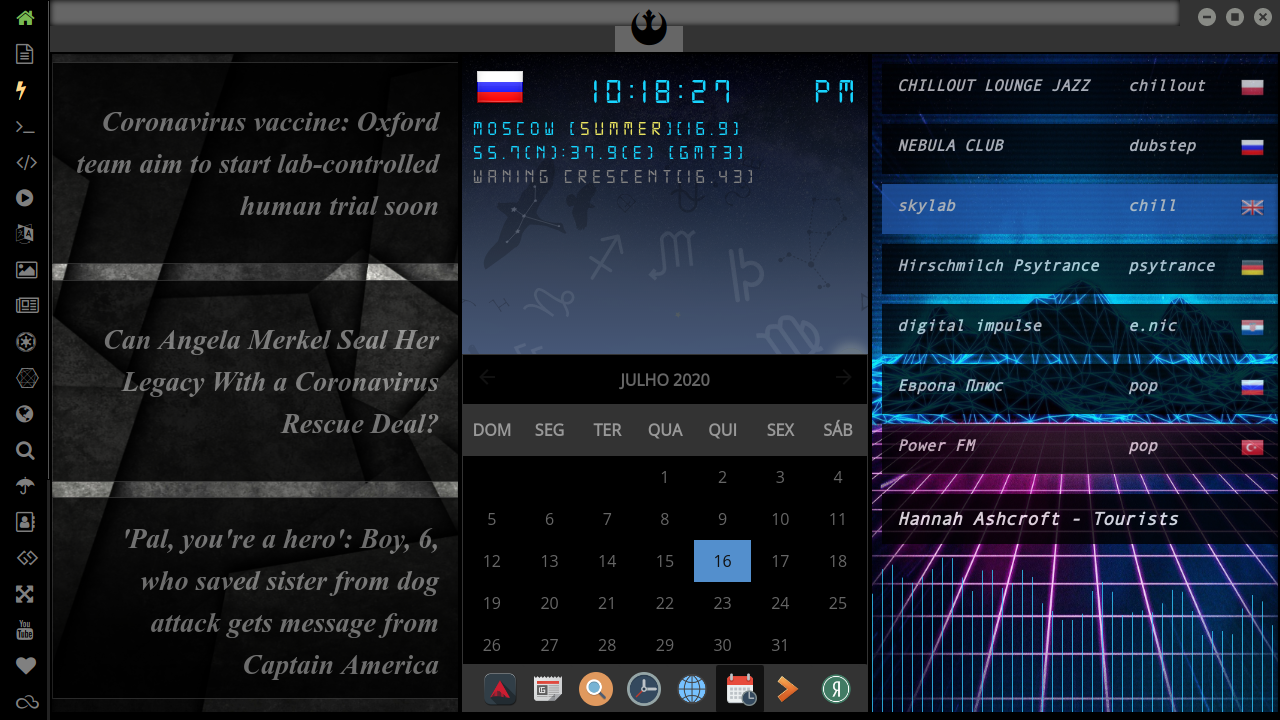 Coronavirus vaccine: Oxford
team aim to start lab-controlled
human trial soon
Can Angela Merkel Seal Her
Legacy With a Coronavirus
Rescue Deal?
'Pal, you're a hero': Boy, 6,
who saved sister from dog
attack gets message from
Captain America
10:18:27 PM
MOSCOW (SUMMER)(16.9)
55.7(N):37.9(E) (GMT3)
WANING CRESCENT(16.43)
JULHO 2020
DOM SEG TER QUA QUI SEX SÁB
1 2 3 4
5 6 7 8 9 10 11
12 13 14 15 16 17 18
19 20 21 22 23 24 25
26 27 28 29 30 31
CHILLOUT LOUNGE JAZZ chillout
NEBULA CLUB dubstep
skylab chill
Hirschmilch Psytrance psytrance
digital impulse e.nic
Европа Плюс pop
Power FM pop
Hannah Ashcroft - Tourists
You
Tube
Я